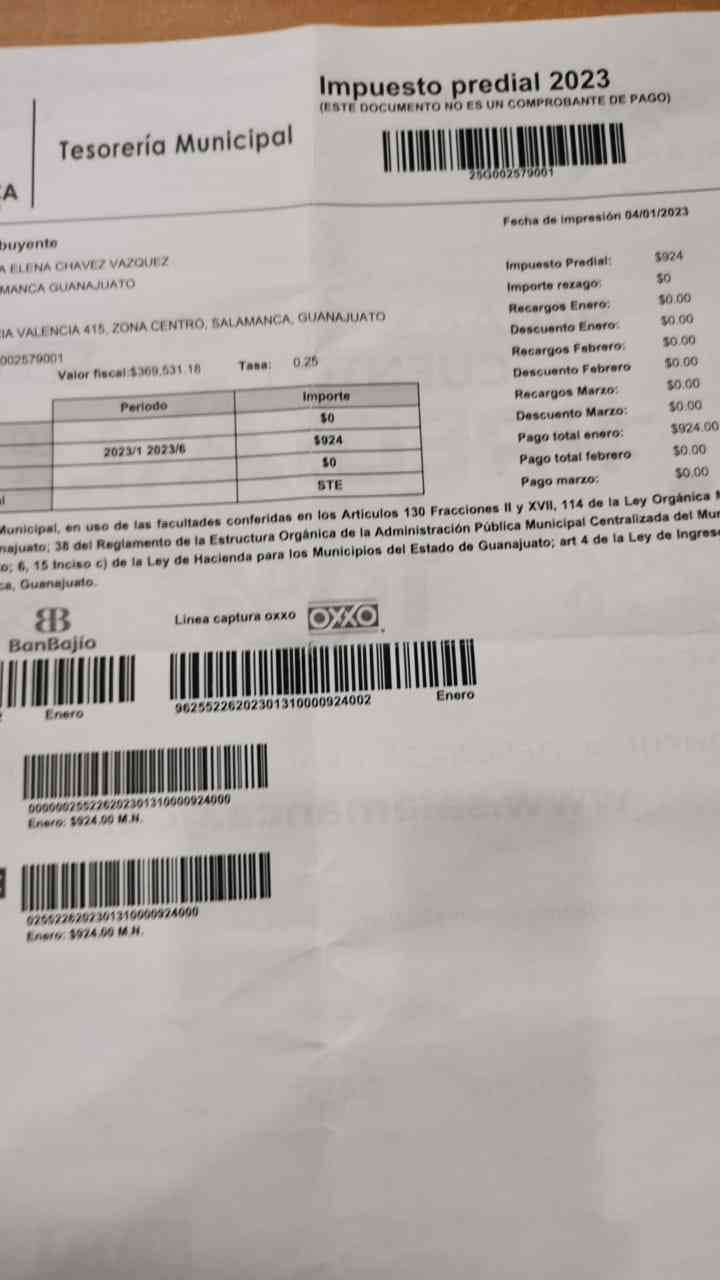 Impuesto predial 2023
(ESTE DOCUMENTO NO ES UN COMPROBANTE DE PAGO)
Tesorería Municipal
CA
25G002579001
Fecha de impresión 04/01/2023
buyente
A ELENA CHAVEZ VAZQUEZ
MANCA GUANAJUATO
IA VALENCIA 415, ZONA CENTRO, SALAMANCA, GUANAJUATO
002579001
Valor fiscal:$369,531.18 Tasa: 0.25
Impuesto Predial: $924
Importe rezago: $0
Recargos Enero: $0.00
Descuento Enero: $0.00
Recargos Febrero: $0.00
Descuento Febrero $0.00
Recargos Marzo: $0.00
Descuento Marzo: $0.00
Pago total enero: $924.00
Pago total febrero $0.00
Pago marzo: $0.00
Periodo Importe
$0
2023/1 2023/6 $924
$0
al STE
Municipal, en uso de las facultades conferidas en los Articulos 130 Fracciones II y XVII, 114 de la Ley Orgánica M
najuato; 38 del Reglamento de la Estructura Orgánica de la Administración Pública Municipal Centralizada del Mun
o; 6, 15 Inciso c) de la Ley de Hacienda para los Municipios del Estado de Guanajuato; art 4 de la Ley de Ingreso
ca, Guanajuato.
BanBajío
Linea captura oxxo OXXO
Enero
96255226202301310000924002 Enero
000000255226202301310000924000
Enero: $924.00 M.N.
0255226202301310000924000
Enero: $924.00 M.N.